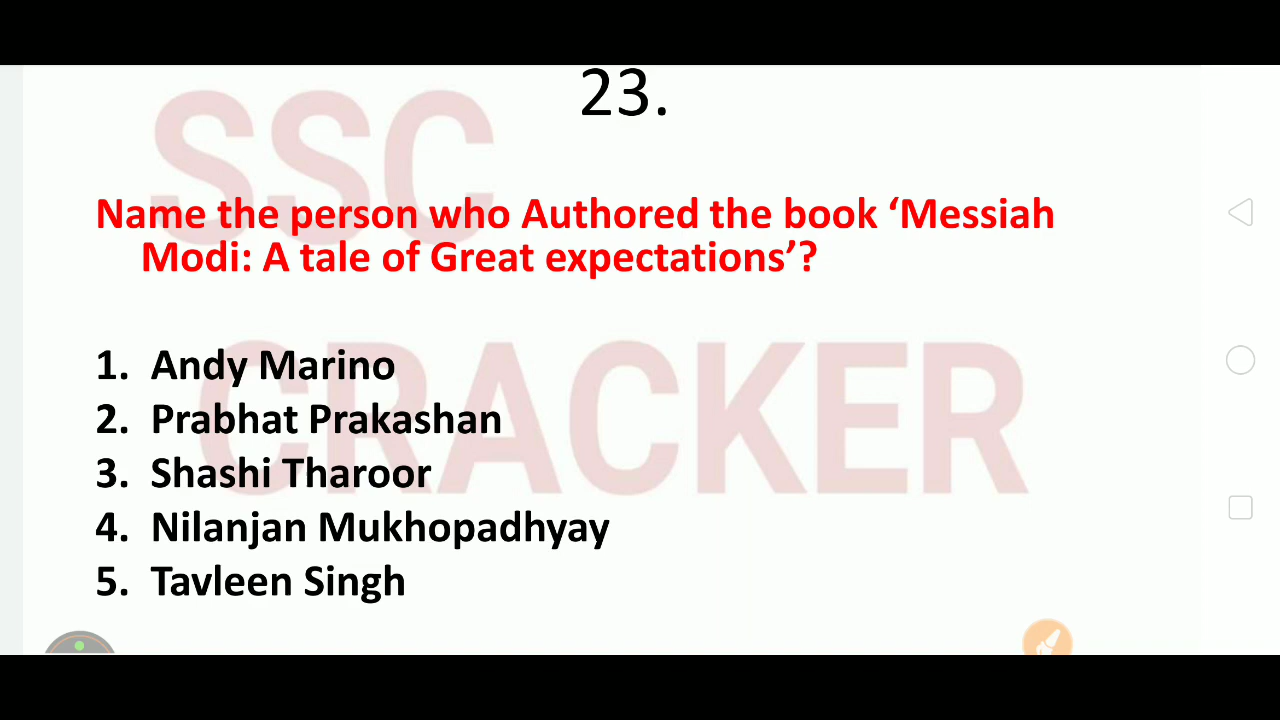 23.
SSC
Name the person who Authored the book ‘Messiah
Modi: A tale of Great expectations’?
CRACKER
1. Andy Marino
2. Prabhat Prakashan
3. Shashi Tharoor
4. Nilanjan Mukhopadhyay
5. Tavleen Singh